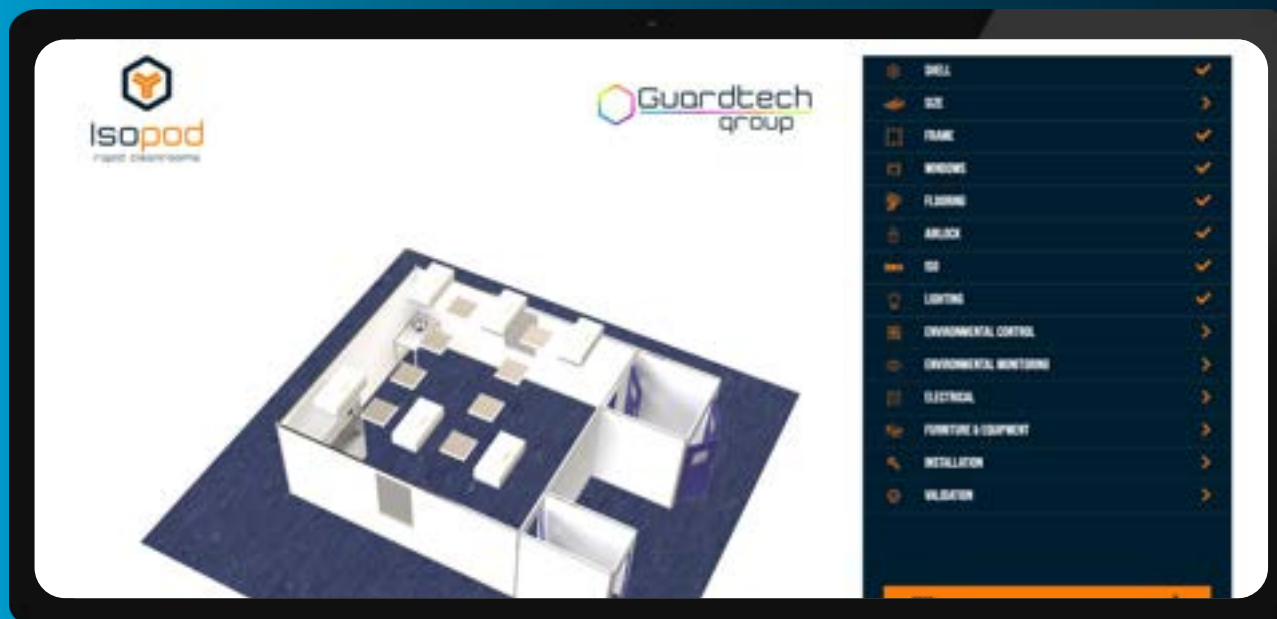 Isopod
rapid cleanrooms
Guardtech
group
SHELL
SIZE
FRAME
WINDOWS
FLOORING
AIRLOCK
ISO
LIGHTING
ENVIRONMENTAL CONTROL
ENVIRONMENTAL MONITORING
ELECTRICAL
FURNITURE & EQUIPMENT
INSTALLATION
VALIDATION